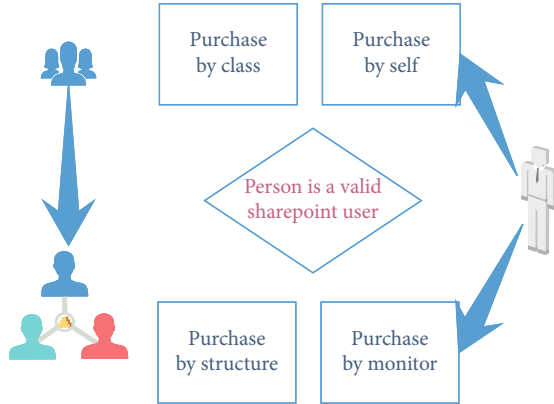 Purchase
by class
Purchase
by self
Person is a valid
sharepoint user
Purchase
by structure
Purchase
by monitor